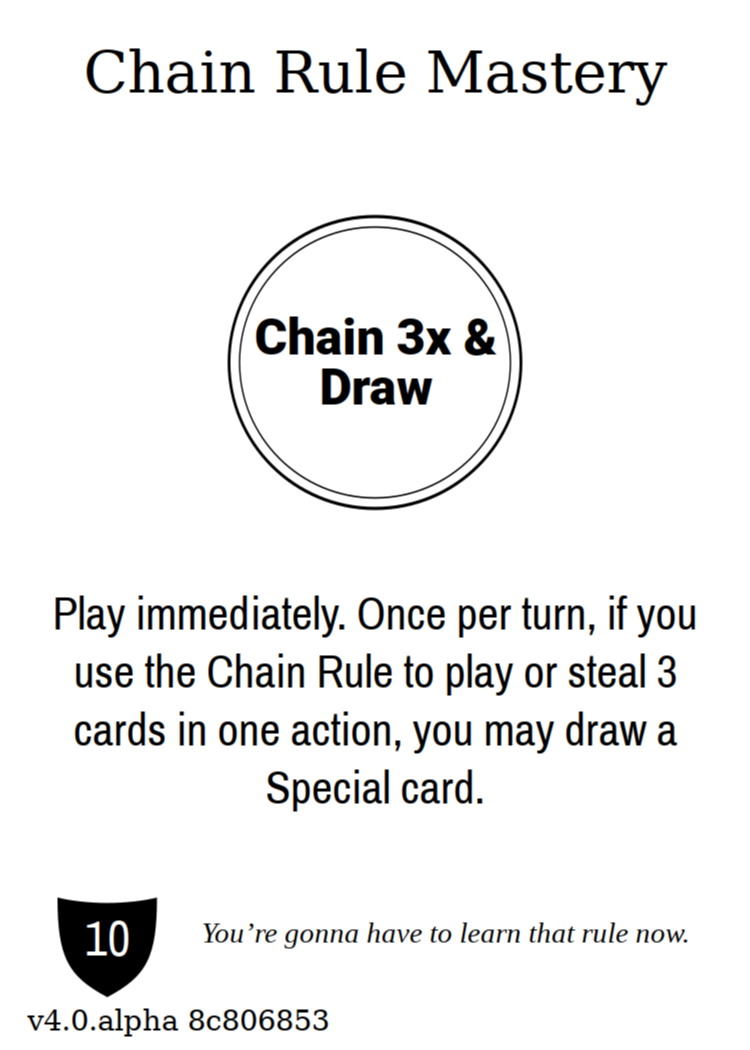 Chain Rule Mastery
Chain 3x &
Draw
Play immediately. Once per turn, if you
use the Chain Rule to play or steal 3
cards in one action, you may draw a
Special card.
10
You’re gonna have to learn that rule now.
v4.0.alpha 8c806853